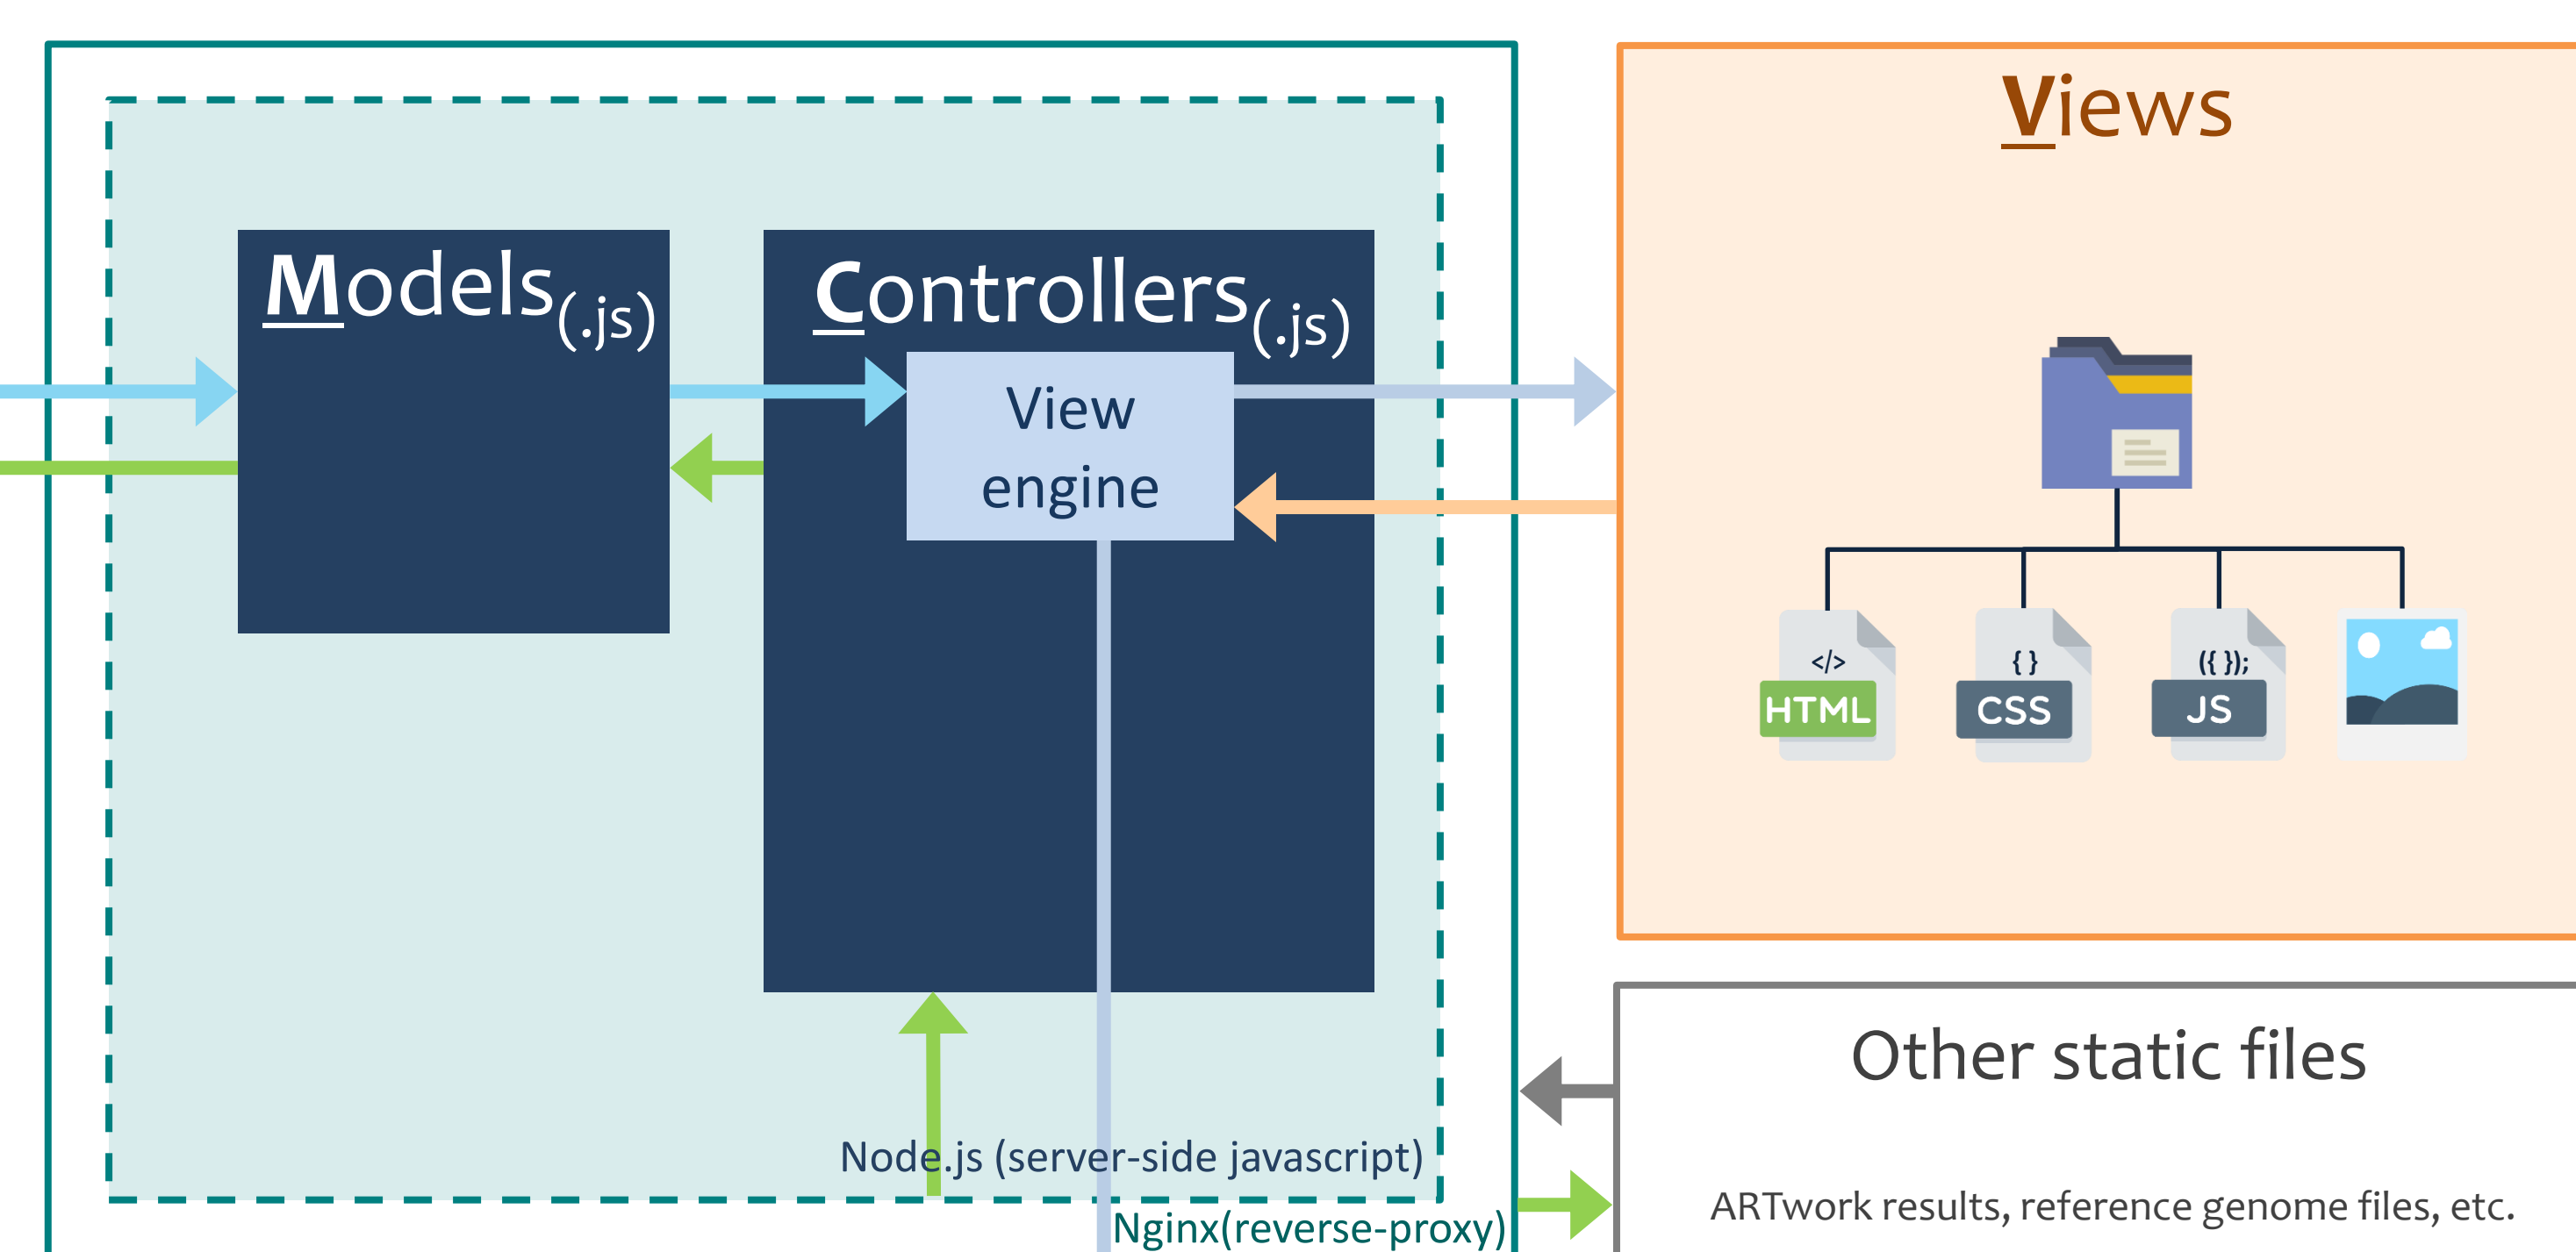 Views
Models(.js)
Controllers(.js)
View
engine
</>
{ }
({ });
HTML
CSS
JS
Other static files
Node.js (server-side javascript)
ARTwork results, reference genome files, etc.
Nginx(reverse-proxy)